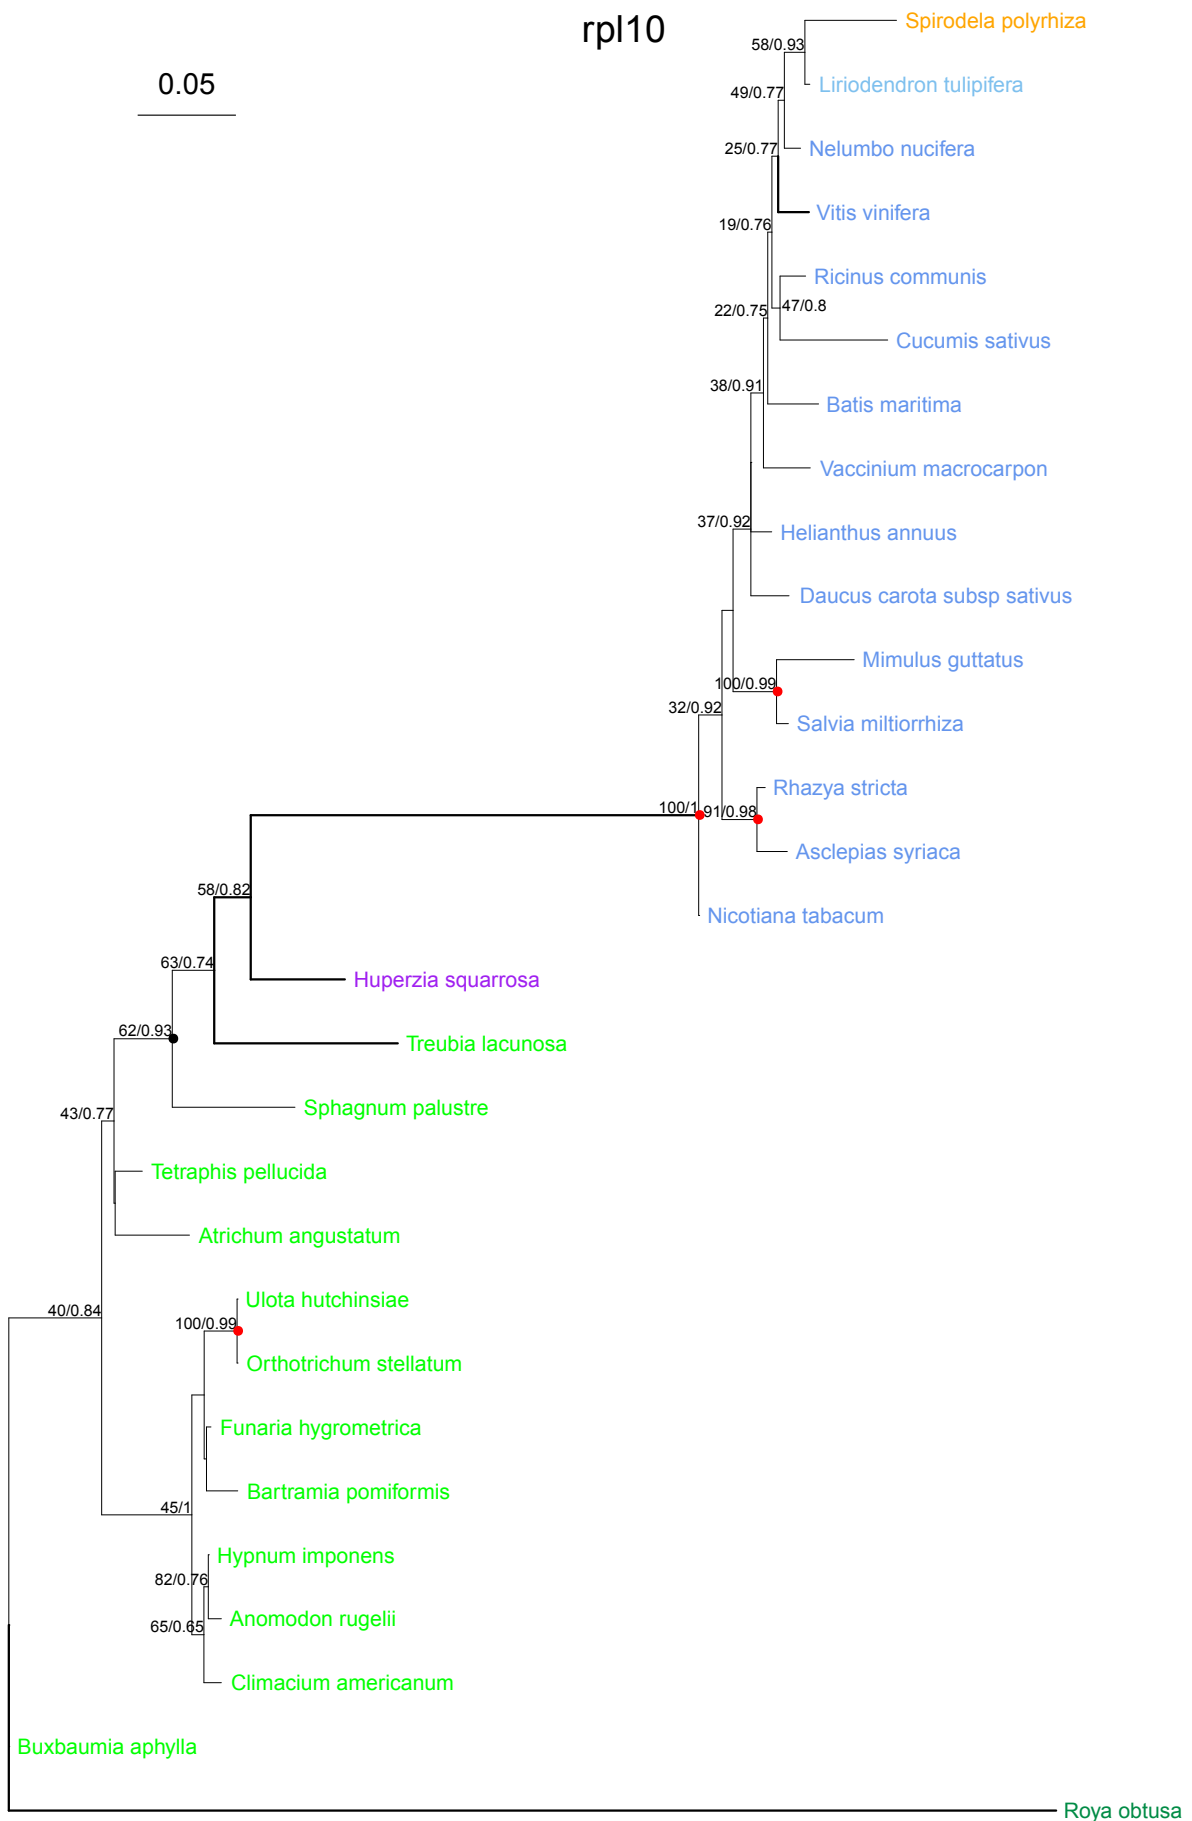 rpl10
0.05
Spirodela polyrhiza
58/0.93
Liriodendron tulipifera
49/0.77
Nelumbo nucifera
25/0.77
Vitis vinifera
19/0.76
Ricinus communis
22/0.75
47/0.8
Cucumis sativus
38/0.91
Batis maritima
Vaccinium macrocarpon
37/0.92
Helianthus annuus
Daucus carota subsp sativus
Mimulus guttatus
100/0.99
32/0.92
Salvia miltiorrhiza
Rhazya stricta
100/1
91/0.98
Asclepias syriaca
58/0.82
Nicotiana tabacum
63/0.74
Huperzia squarrosa
62/0.93
Treubia lacunosa
Sphagnum palustre
43/0.77
Tetraphis pellucida
Atrichum angustatum
Ulota hutchinsiae
40/0.84
100/0.99
Orthotrichum stellatum
Funaria hygrometrica
Bartramia pomiformis
45/1
Hypnum imponens
82/0.76
Anomodon rugelii
65/0.65
Climacium americanum
Buxbaumia aphylla
Roya obtusa